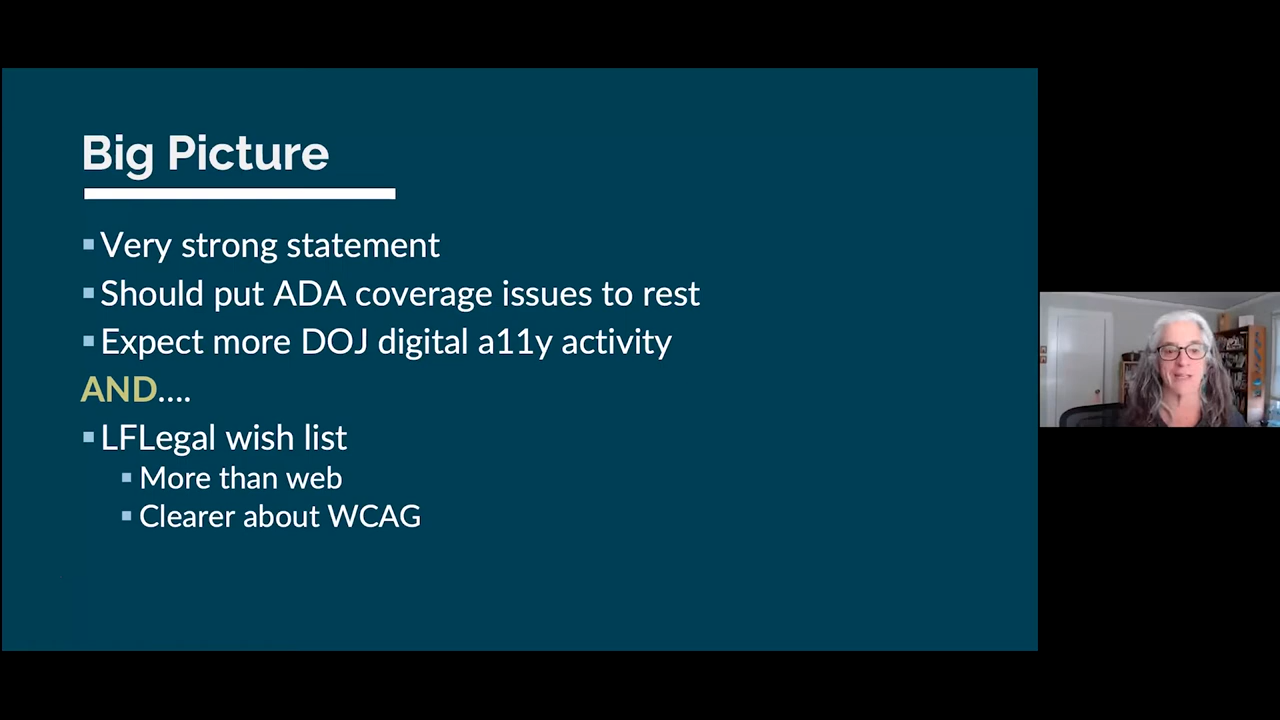 Big Picture
▪Very strong statement
▪Should put ADA coverage issues to rest
▪Expect more DOJ digital a11y activity
AND....
▪LFLegal wish list
▪More than web
▪Clearer about WCAG